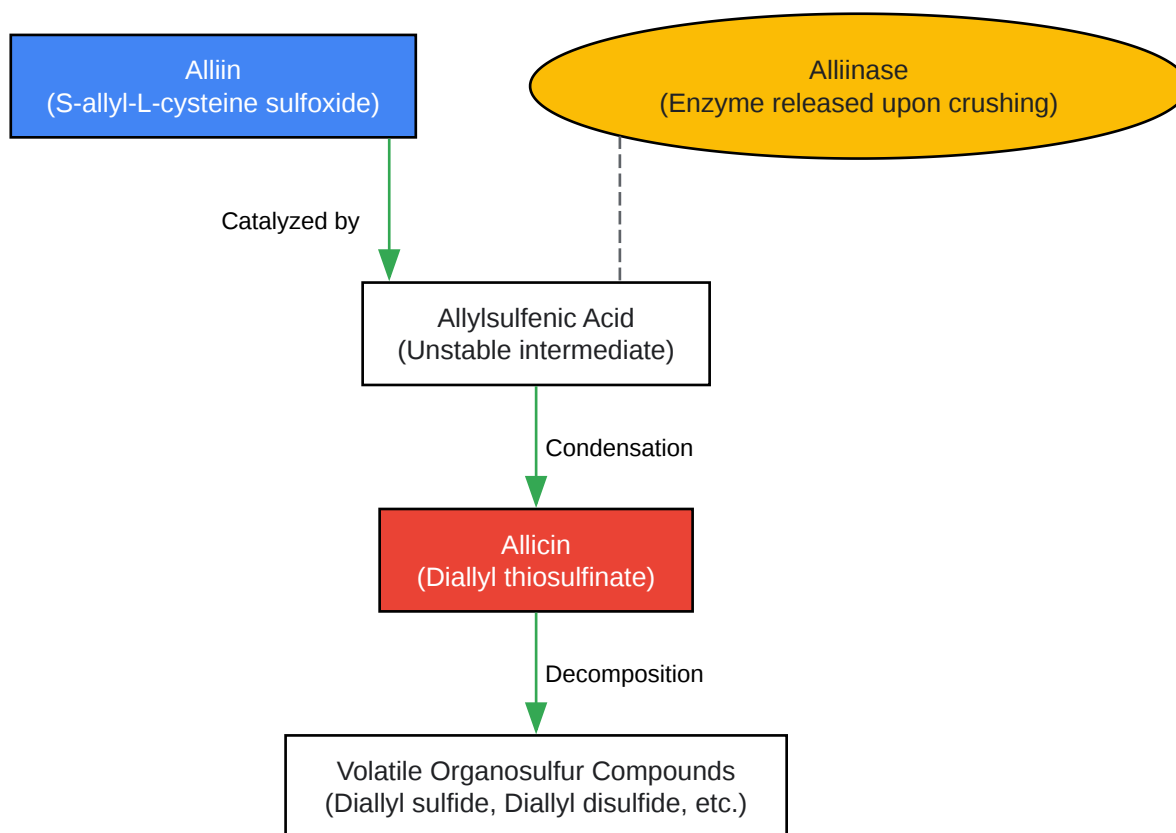 Alliin
(S-allyl-L-cysteine sulfoxide)
Alliinase
(Enzyme released upon crushing)
Catalyzed by
Allylsulfenic Acid
(Unstable intermediate)
Condensation
Allicin
(Diallyl thiosulfinate)
Decomposition
Volatile Organosulfur Compounds
(Diallyl sulfide, Diallyl disulfide, etc.)